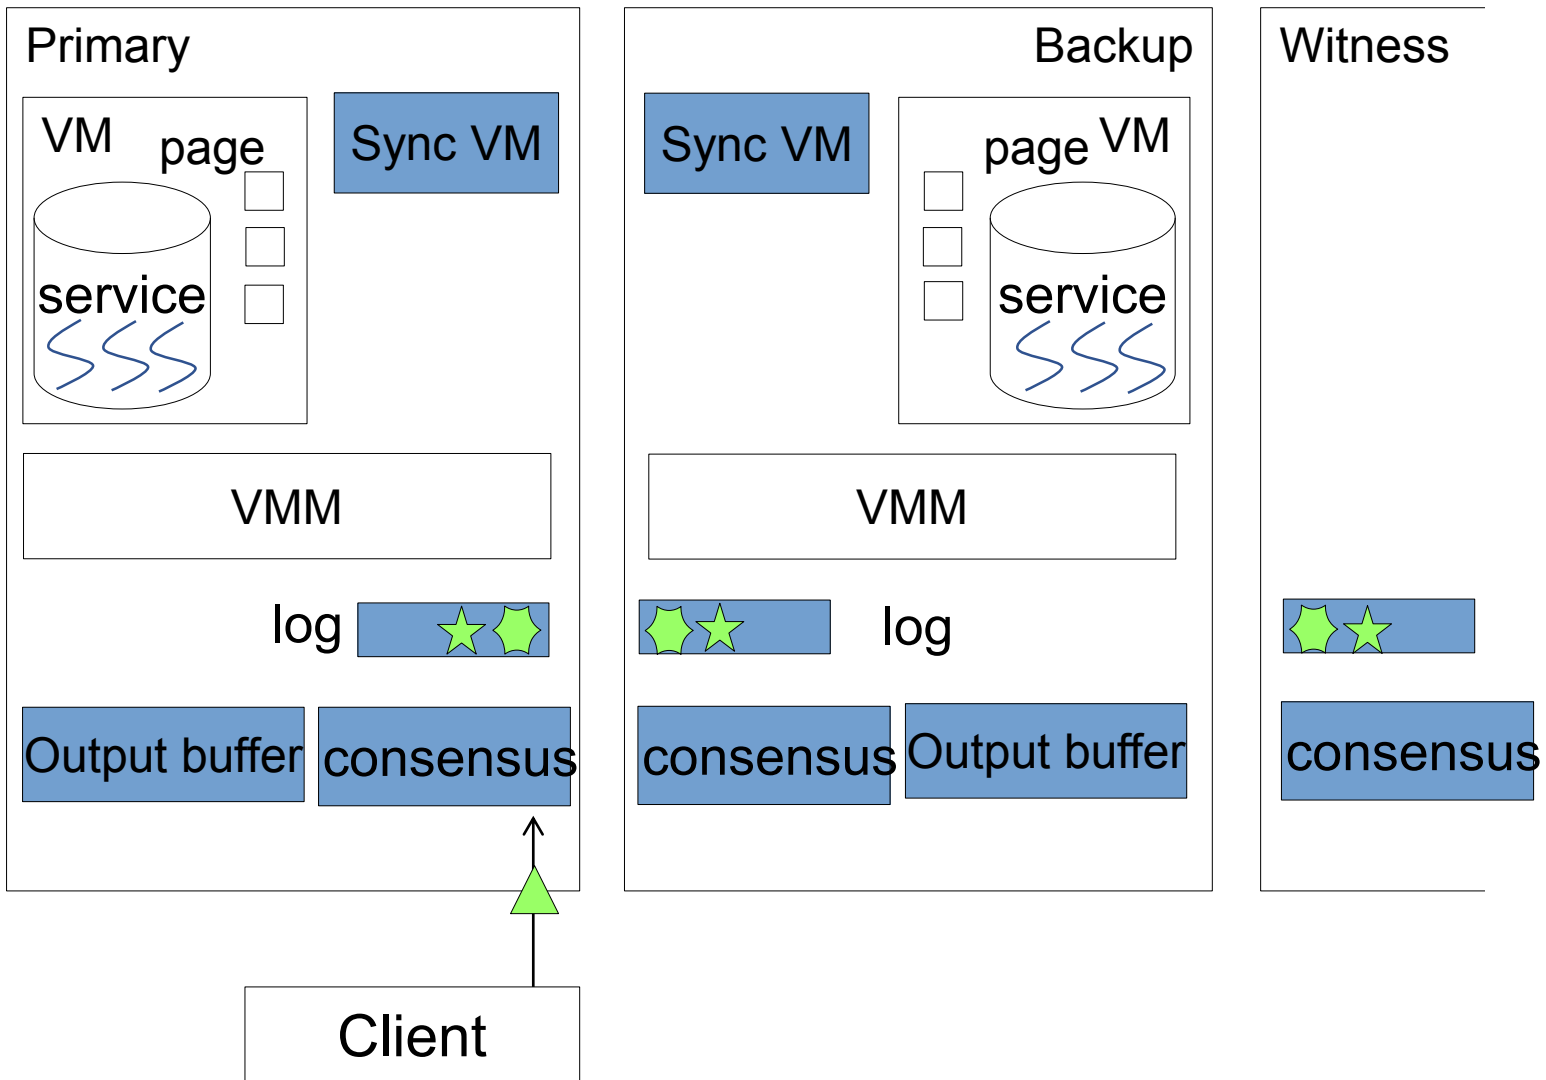 Primary
VM
page
Sync VM
service
VMM
log
Output buffer
consensus
Backup
Sync VM
page
VM
service
VMM
log
consensus
Output buffer
Witness
consensus
Client